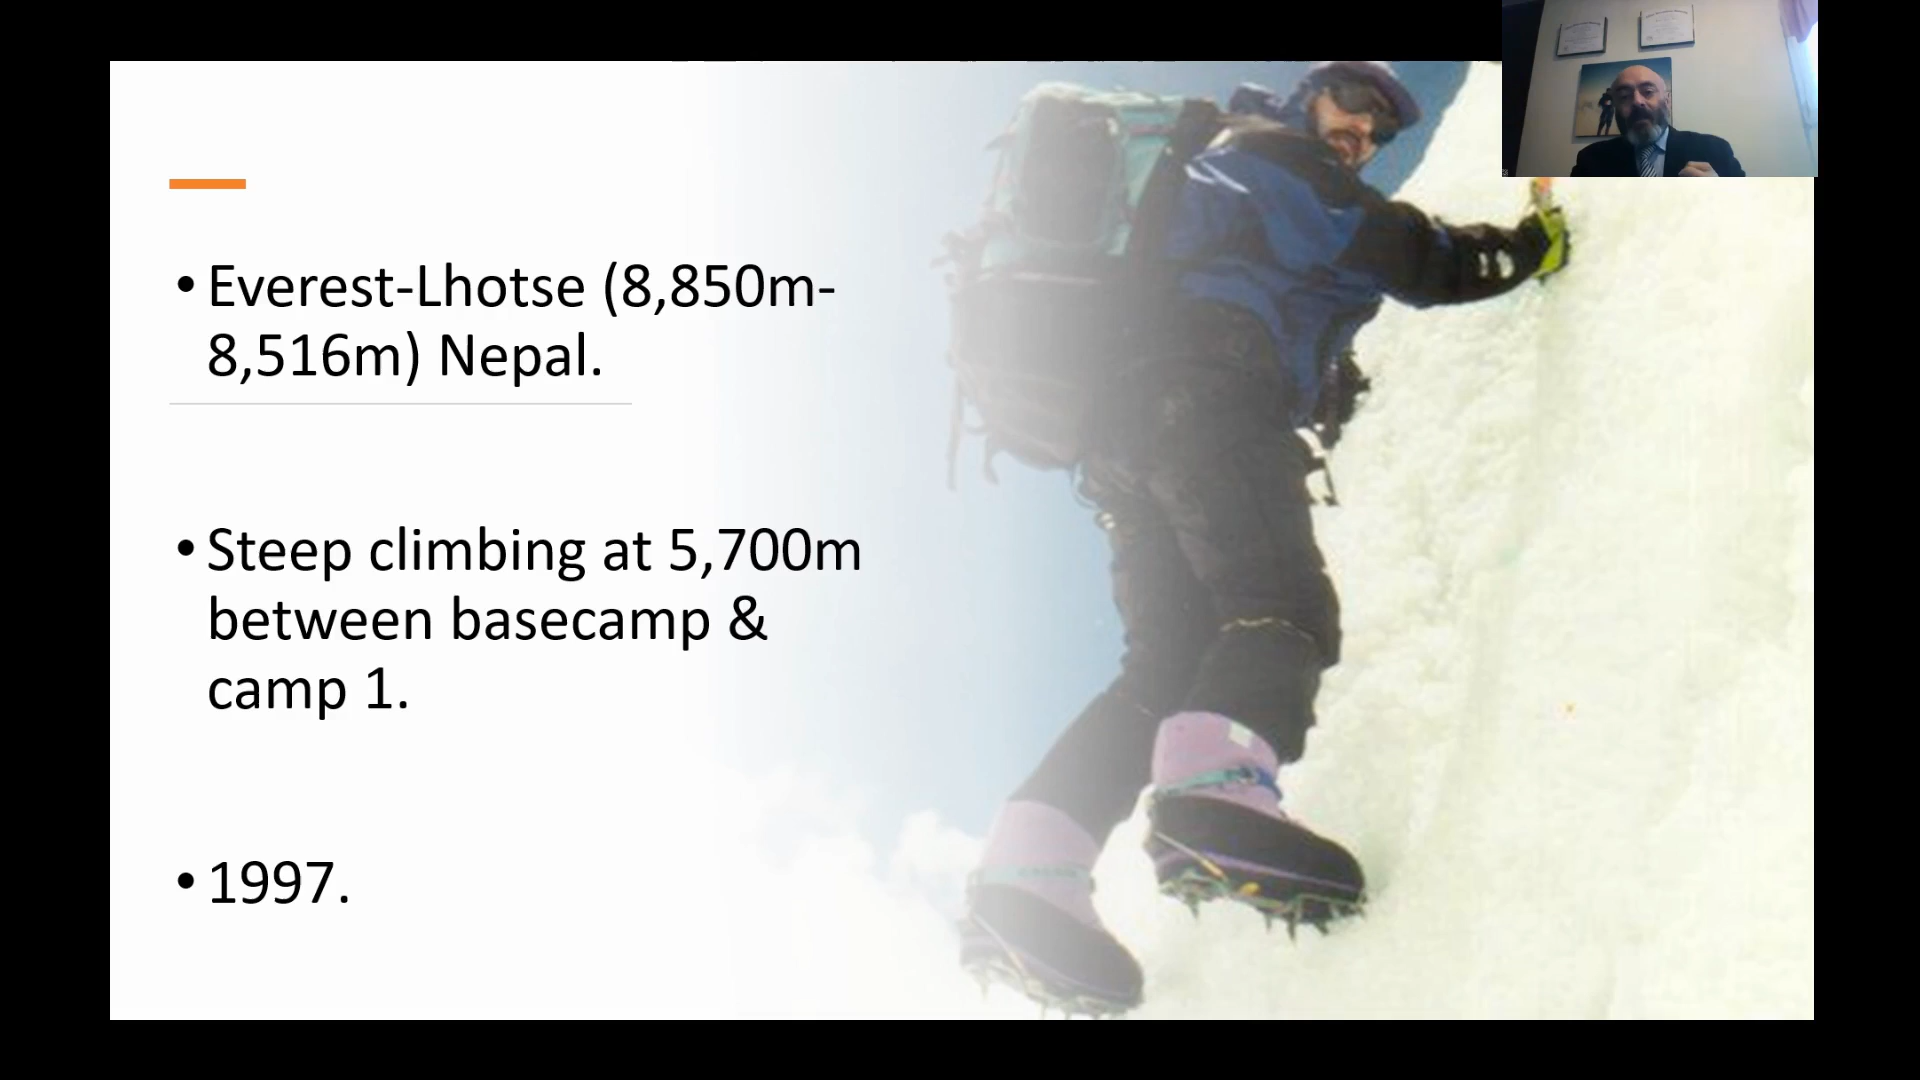 • Everest-Lhotse (8,850m-
8,516m) Nepal.
• Steep climbing at 5,700m
between basecamp &
camp 1.
• 1997.